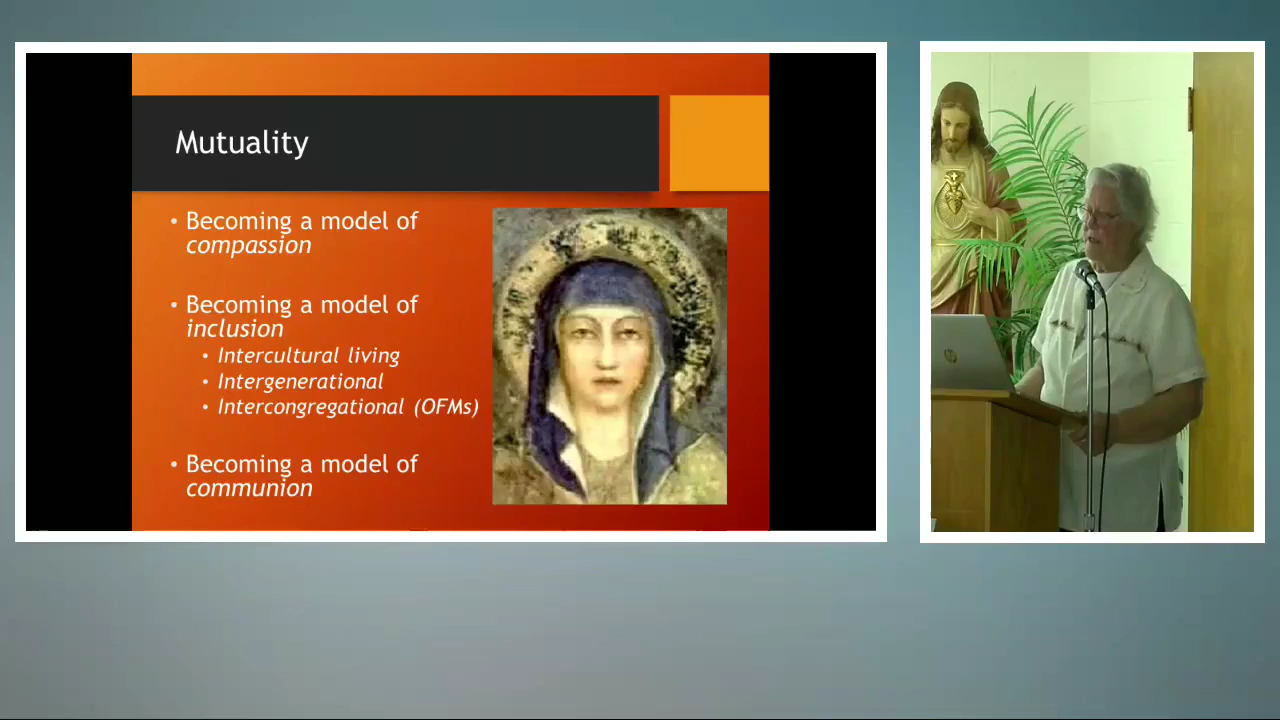 Mutuality
• Becoming a model of
compassion
• Becoming a model of
inclusion
• Intercultural living
• Intergenerational
• Intercongregational (OFMs)
• Becoming a model of
communion